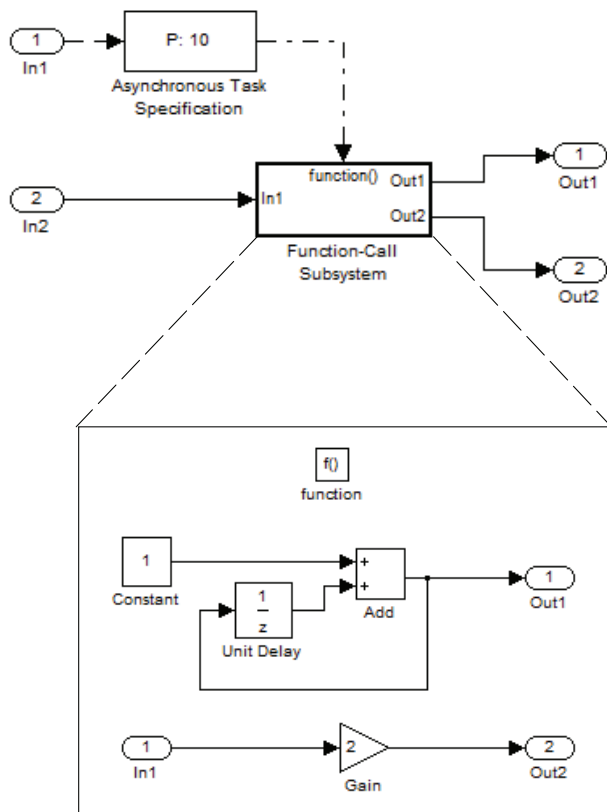 1
P: 10
In1
Asynchronous Task
Specification
function()
Out1
1
Out1
2
In1
In2
Out2
Function-Call
Subsystem
2
Out2
f()
function
1
+
+
Constant
1
z
Add
1
Out1
Unit Delay
1
2
2
In1
Gain
Out2